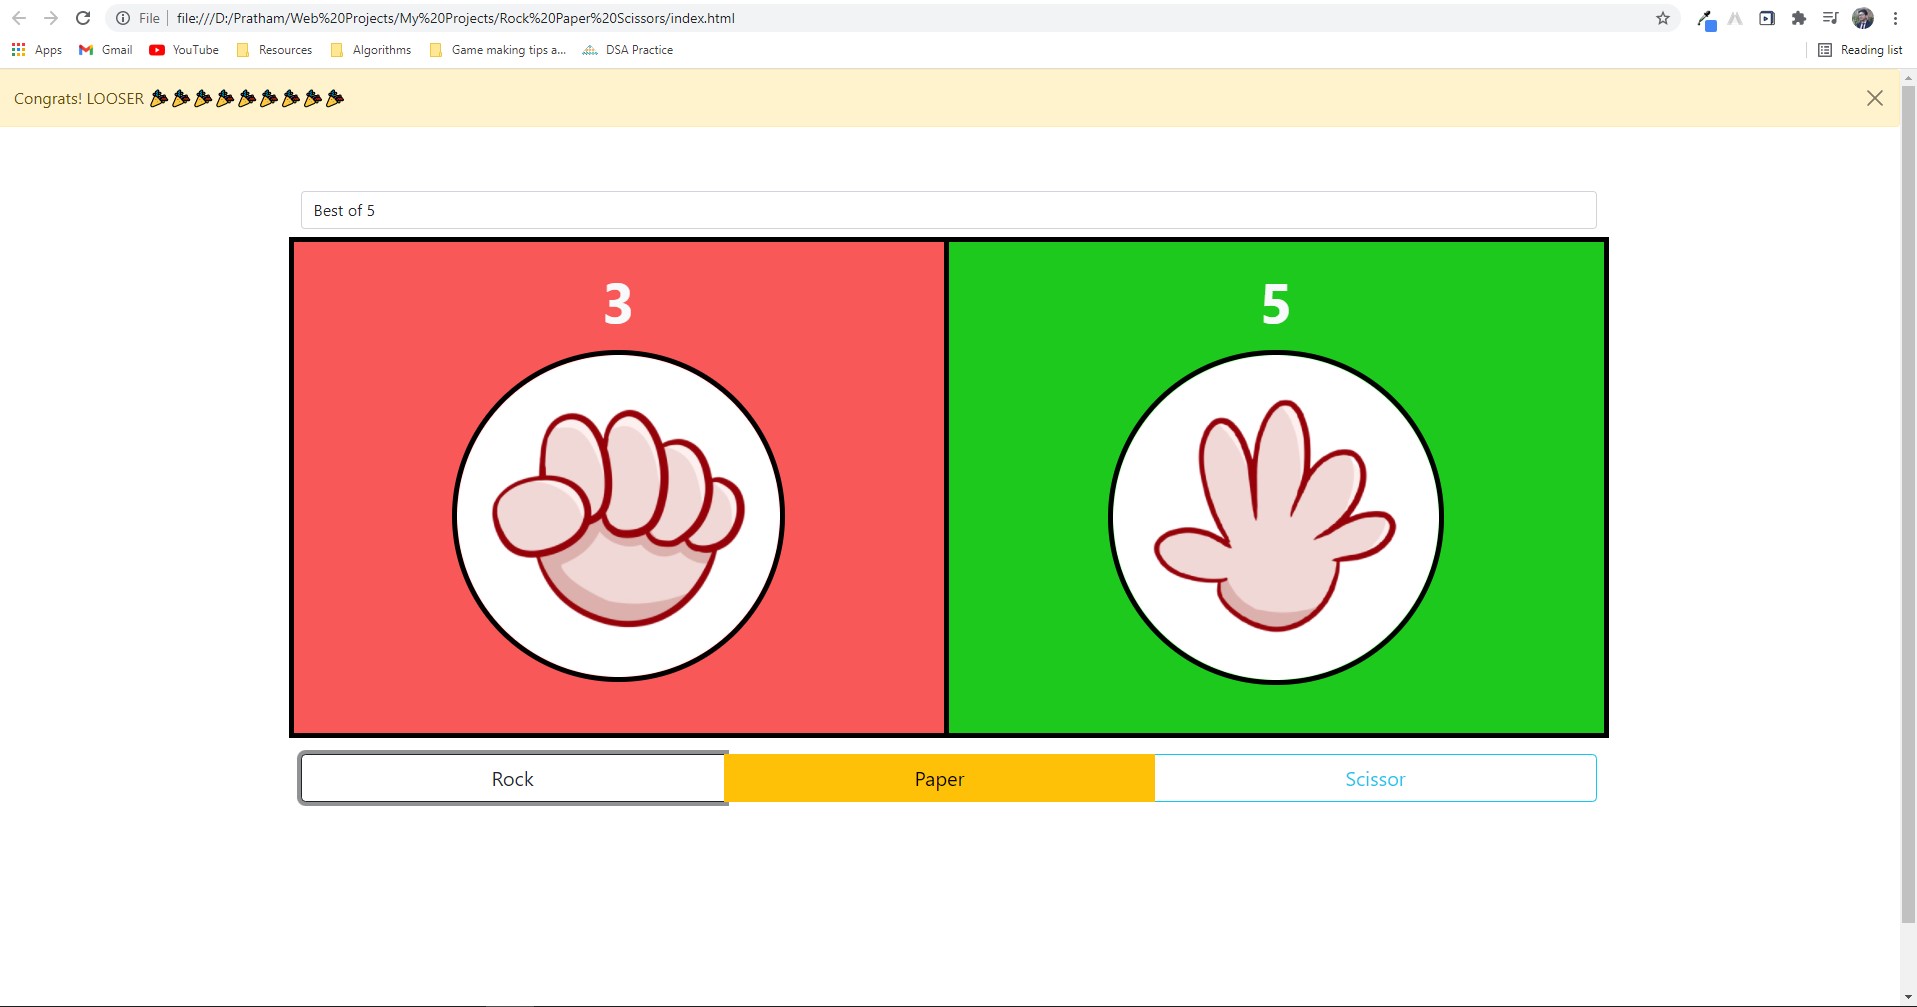 File file:///D:/Pratham/Web%20Projects/My%20Projects/Rock%20Paper%20Scissors/index.html
Apps Gmail YouTube Resources Algorithms Game making tips a... DSA Practice Reading list
Congrats! LOOSER 🎉🎉🎉🎉🎉🎉🎉🎉🎉
Best of 5
3 5
Rock Paper Scissor